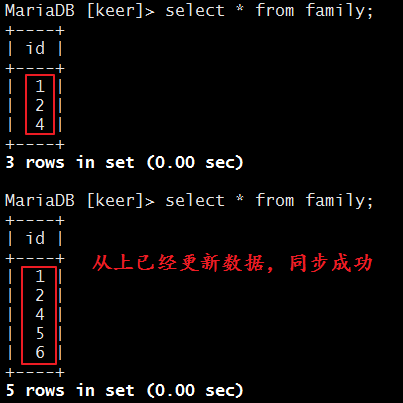 MariaDB [keer]> select * from family;
+----+
| id |
+----+
|  1 |
|  2 |
|  4 |
+----+
3 rows in set (0.00 sec)
MariaDB [keer]> select * from family;
+----+
| id |
+----+
从上已经更新数据，同步成功
|  1 |
|  2 |
|  4 |
|  5 |
|  6 |
+----+
5 rows in set (0.00 sec)